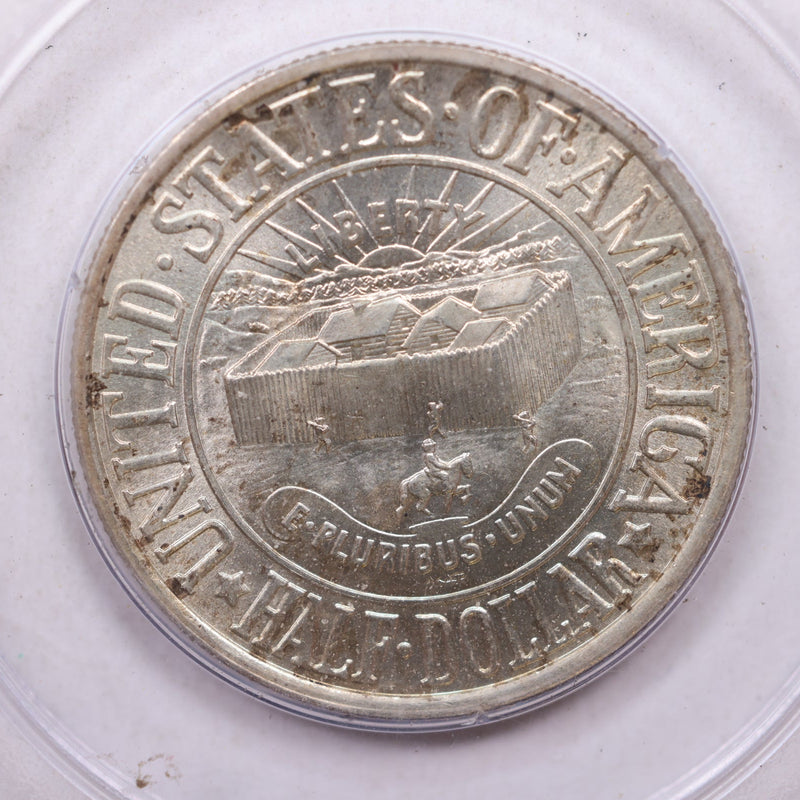 UNITED · STATES · OF · AMERICA
LIBERTY
E · PLURIBUS · UNUM
★ HALF · DOLLAR ★